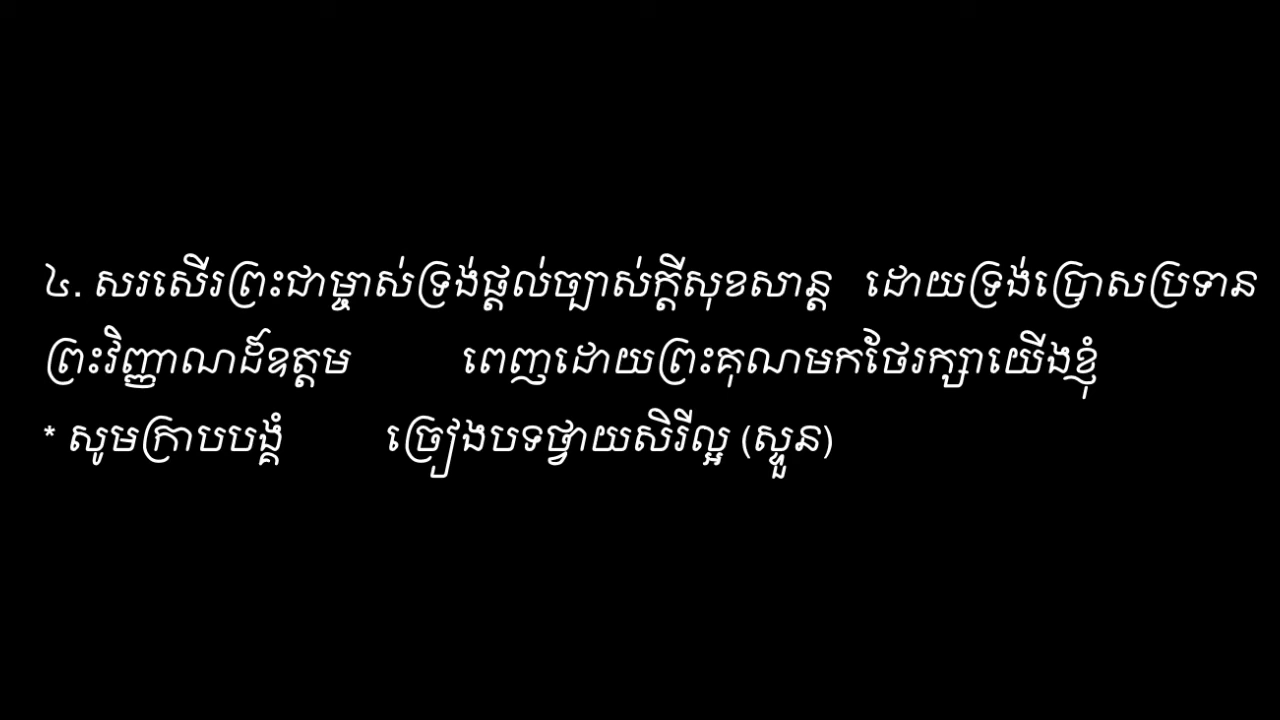 ៤. សរសើរព្រះជាម្ចាស់ទ្រង់ផ្តល់ច្បាស់ក្តីសុខសាន្ត ដោយទ្រង់ប្រោសប្រទាន
ព្រះវិញ្ញាណដ៏ឧត្តម ពេញដោយព្រះគុណមកថែរក្សាយើងខ្ញុំ
* សូមក្រាបបង្គំ ច្រៀងបទថ្វាយសិរីល្អ (ស្ទួន)